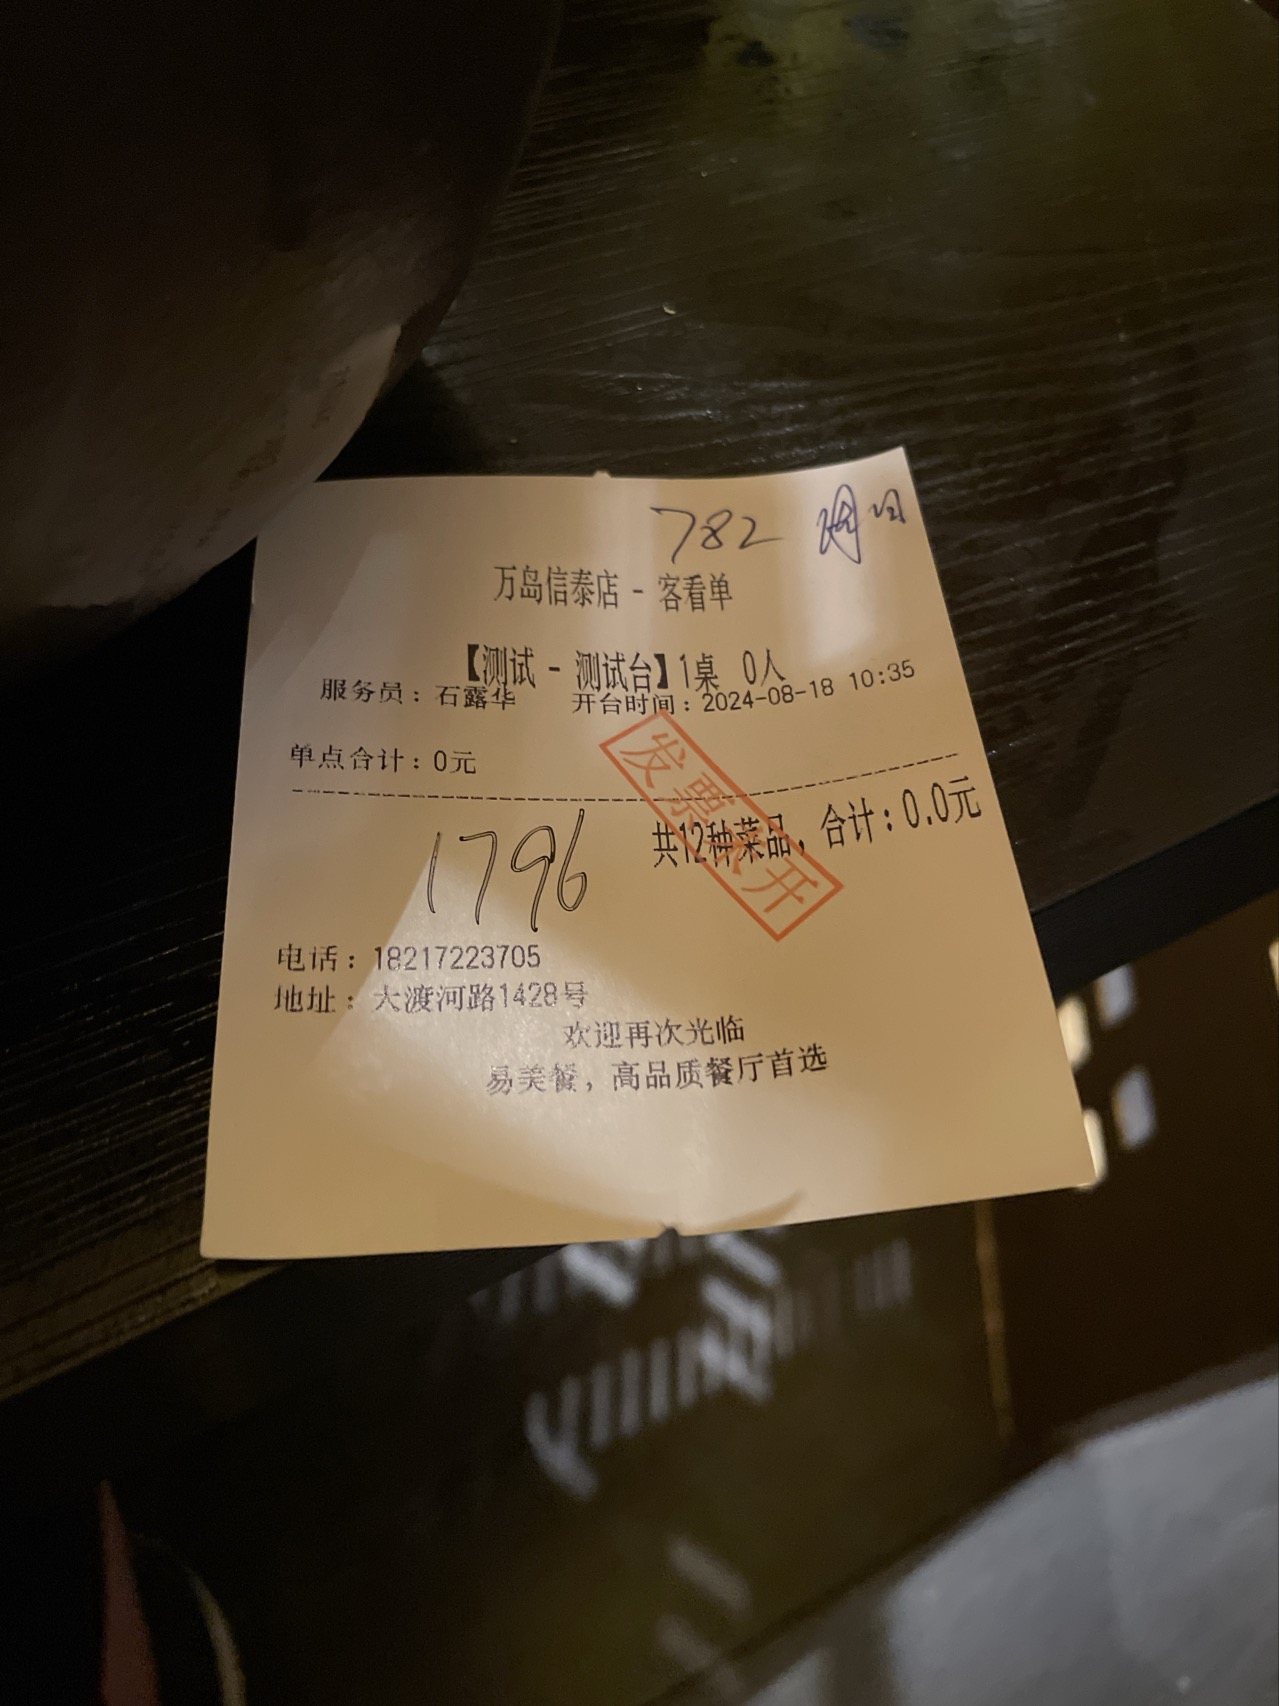 782
万岛信泰店 - 客看单
【测试 - 测试台】1桌 0人
服务员：石露华 开台时间：2024-08-18 10:35
单点合计：0元
共12种菜品，合计：0.0元
发票未开
1796
电话：18217223705
地址：大渡河路1428号
欢迎再次光临
易美餐，高品质餐厅首选